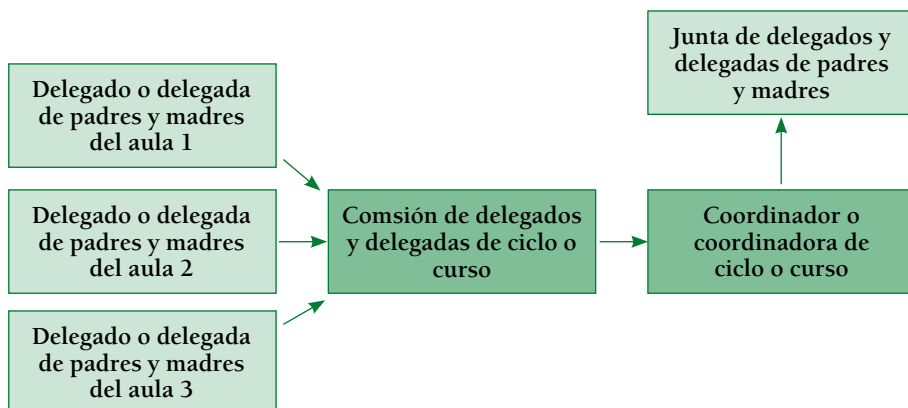 Delegado o delegada
de padres y madres
del aula 1
Delegado o delegada
de padres y madres
del aula 2
Delegado o delegada
de padres y madres
del aula 3
Comsión de delegados
y delegadas de ciclo o
curso
Coordinador o
coordinadora de
ciclo o curso
Junta de delegados y
delegadas de padres
y madres